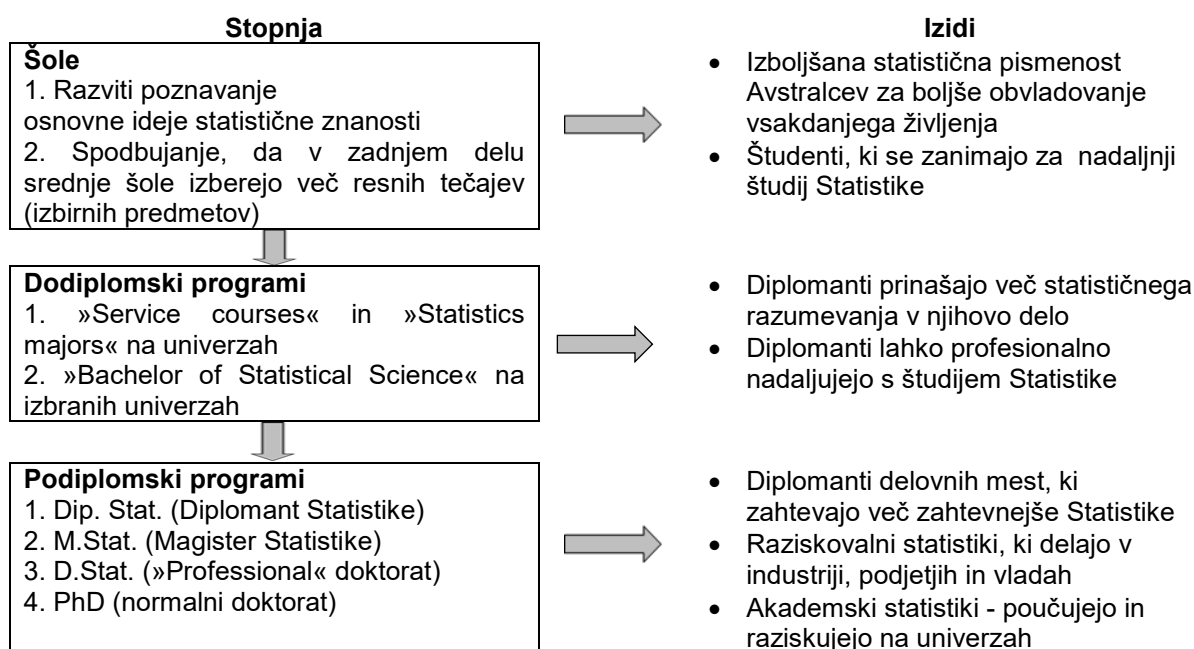 Stopnja
Izidi
Šole
1. Razviti poznavanje
osnovne ideje statistične znanosti
2. Spodbujanje, da v zadnjem delu
srednje šole izberejo več resnih tečajev
(izbirnih predmetov)
• Izboljšana statistična pismenost
Avstralcev za boljše obvladovanje
vsakdanjega življenja
• Študenti, ki se zanimajo za nadaljnji
študij Statistike
Dodiplomski programi
1. »Service courses« in »Statistics
majors« na univerzah
2. »Bachelor of Statistical Science« na
izbranih univerzah
• Diplomanti prinašajo več statističnega
razumevanja v njihovo delo
• Diplomanti lahko profesionalno
nadaljujejo s študijem Statistike
Podiplomski programi
1. Dip. Stat. (Diplomant Statistike)
2. M.Stat. (Magister Statistike)
3. D.Stat. (»Professional« doktorat)
4. PhD (normalni doktorat)
• Diplomanti delovnih mest, ki
zahtevajo več zahtevnejše Statistike
• Raziskovalni statistiki, ki delajo v
industriji, podjetjih in vladah
• Akademski statistiki - poučujejo in
raziskujejo na univerzah